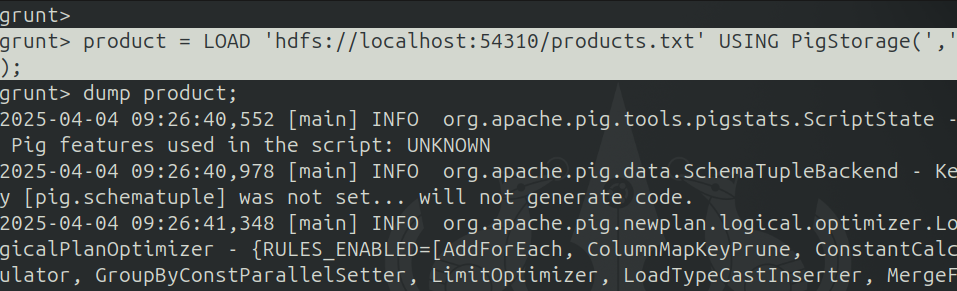 grunt>
grunt> product = LOAD 'hdfs://localhost:54310/products.txt' USING PigStorage(','
);
grunt> dump product;
2025-04-04 09:26:40,552 [main] INFO  org.apache.pig.tools.pigstats.ScriptState -
 Pig features used in the script: UNKNOWN
2025-04-04 09:26:40,978 [main] INFO  org.apache.pig.data.SchemaTupleBackend - Ke
y [pig.schematuple] was not set... will not generate code.
2025-04-04 09:26:41,348 [main] INFO  org.apache.pig.newplan.logical.optimizer.Lo
gicalPlanOptimizer - {RULES_ENABLED=[AddForEach, ColumnMapKeyPrune, ConstantCalc
ulator, GroupByConstParallelSetter, LimitOptimizer, LoadTypeCastInserter, MergeF